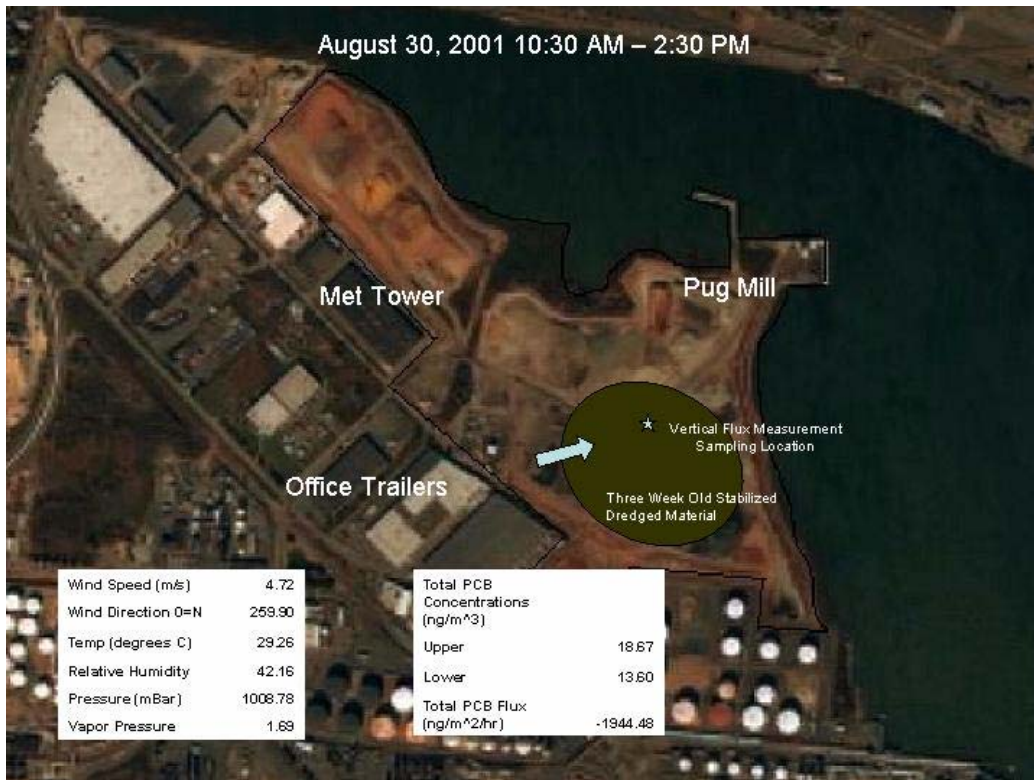 August 30, 2001 10:30 AM – 2:30 PM
Met Tower
Pug Mill
Vertical Flux Measurement
Sampling Location
Office Trailers
Three Week Old Stabilized
Dredged Material
Wind Speed (m/s) 4.72
Wind Direction 0=N 259.90
Temp (degrees C) 29.26
Relative Humidity 42.16
Pressure (mBar) 1008.78
Vapor Pressure 1.69
Total PCB
Concentrations
(ng/m^3)
Upper 18.67
Lower 13.60
Total PCB Flux
(ng/m^2/hr) -1944.48